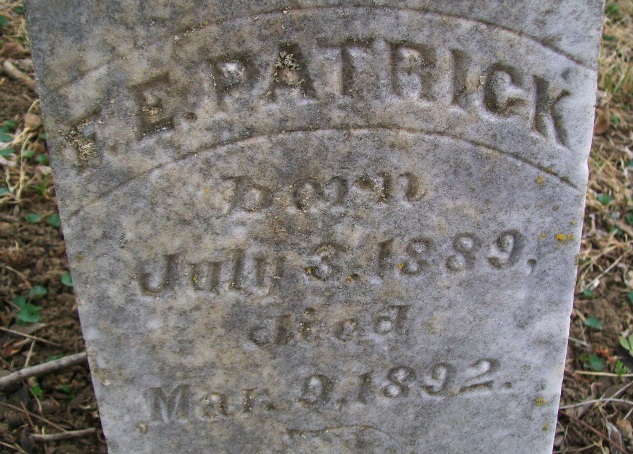 F. E. PATRICK
Born
July 3, 1889,
died
Mar. 9, 1892.